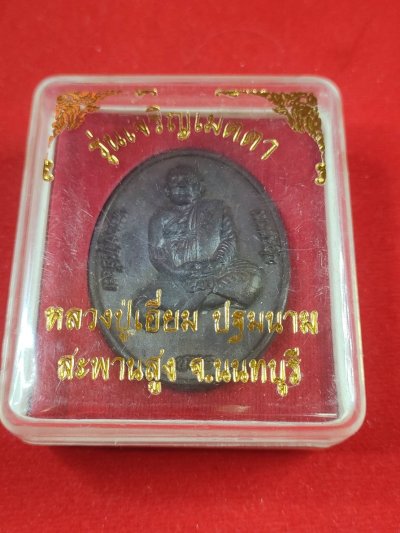 รุ่นเจริญเมตตา
หลวงปู่เอี่ยม ปฐมนาม
สะพานสูง จ.นนทบุรี